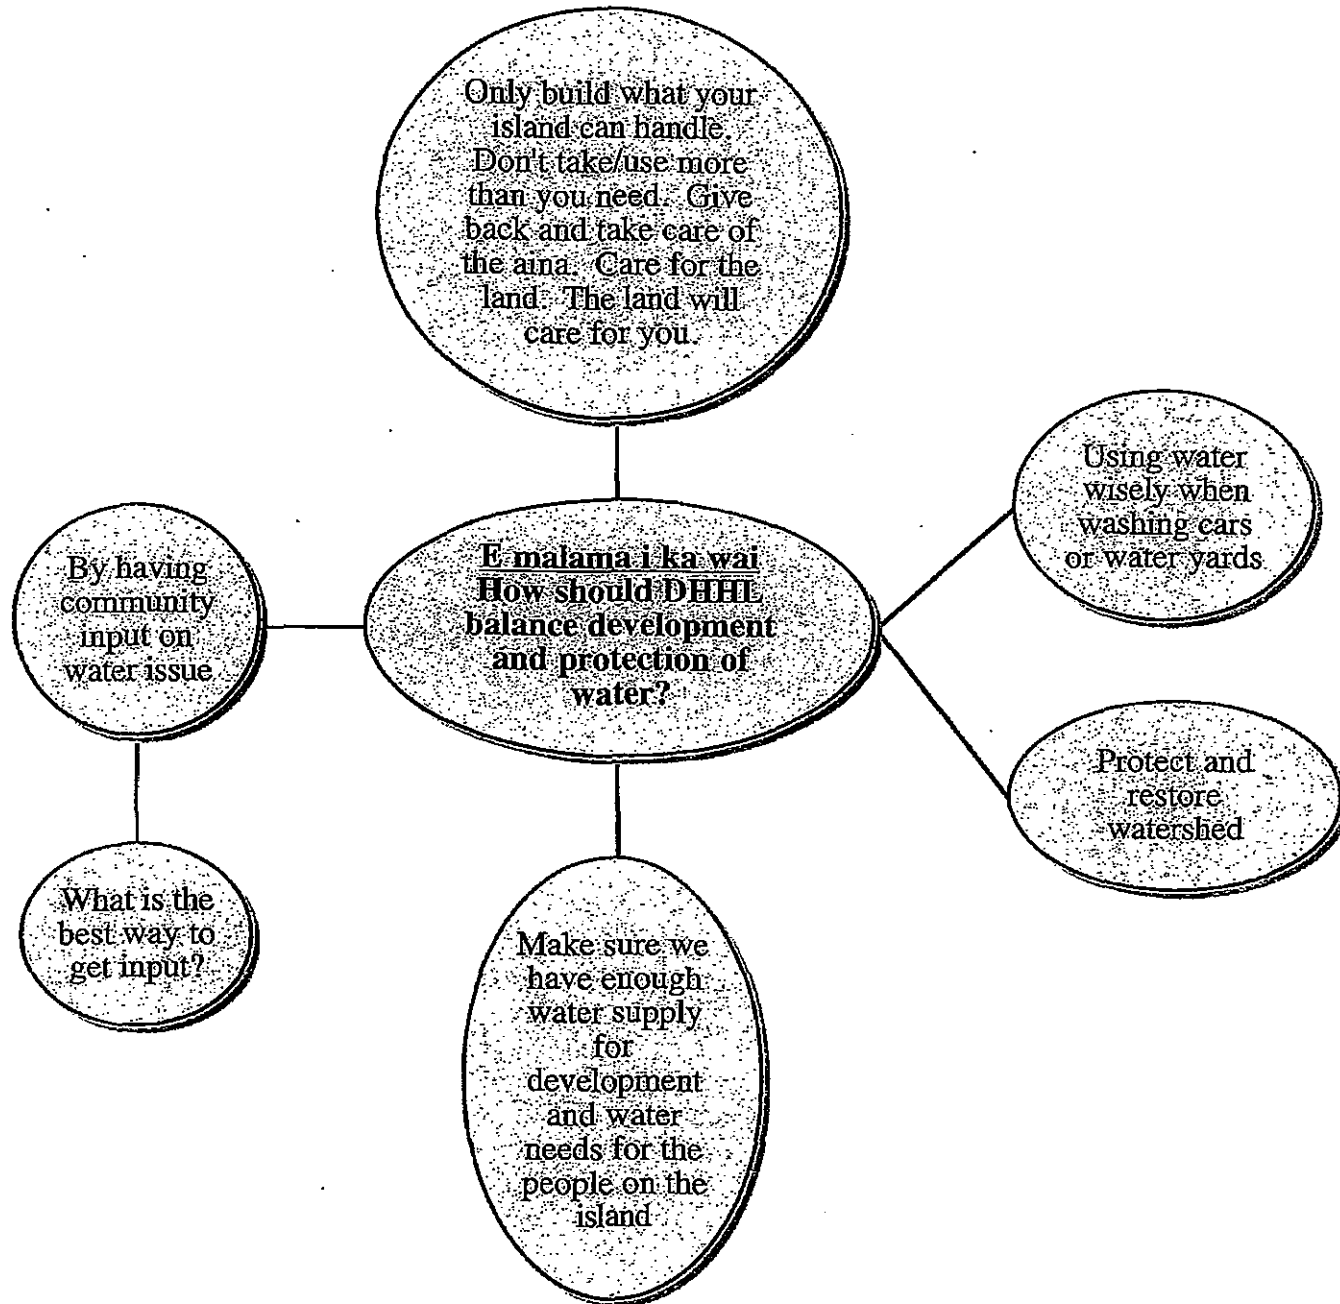 Only build what your
island can handle.
Don't take/use more
than you need. Give
back and take care of
the aina. Care for the
land. The land will
care for you.
Using water
wisely when
washing cars
or water yards
E malama i ka wai
How should DHHL
balance development
and protection of
water?
By having
community
input on
water issue
Protect and
restore
watershed
What is the
best way to
get input?
Make sure we
have enough
water supply
for
development
and water
needs for the
people on the
island